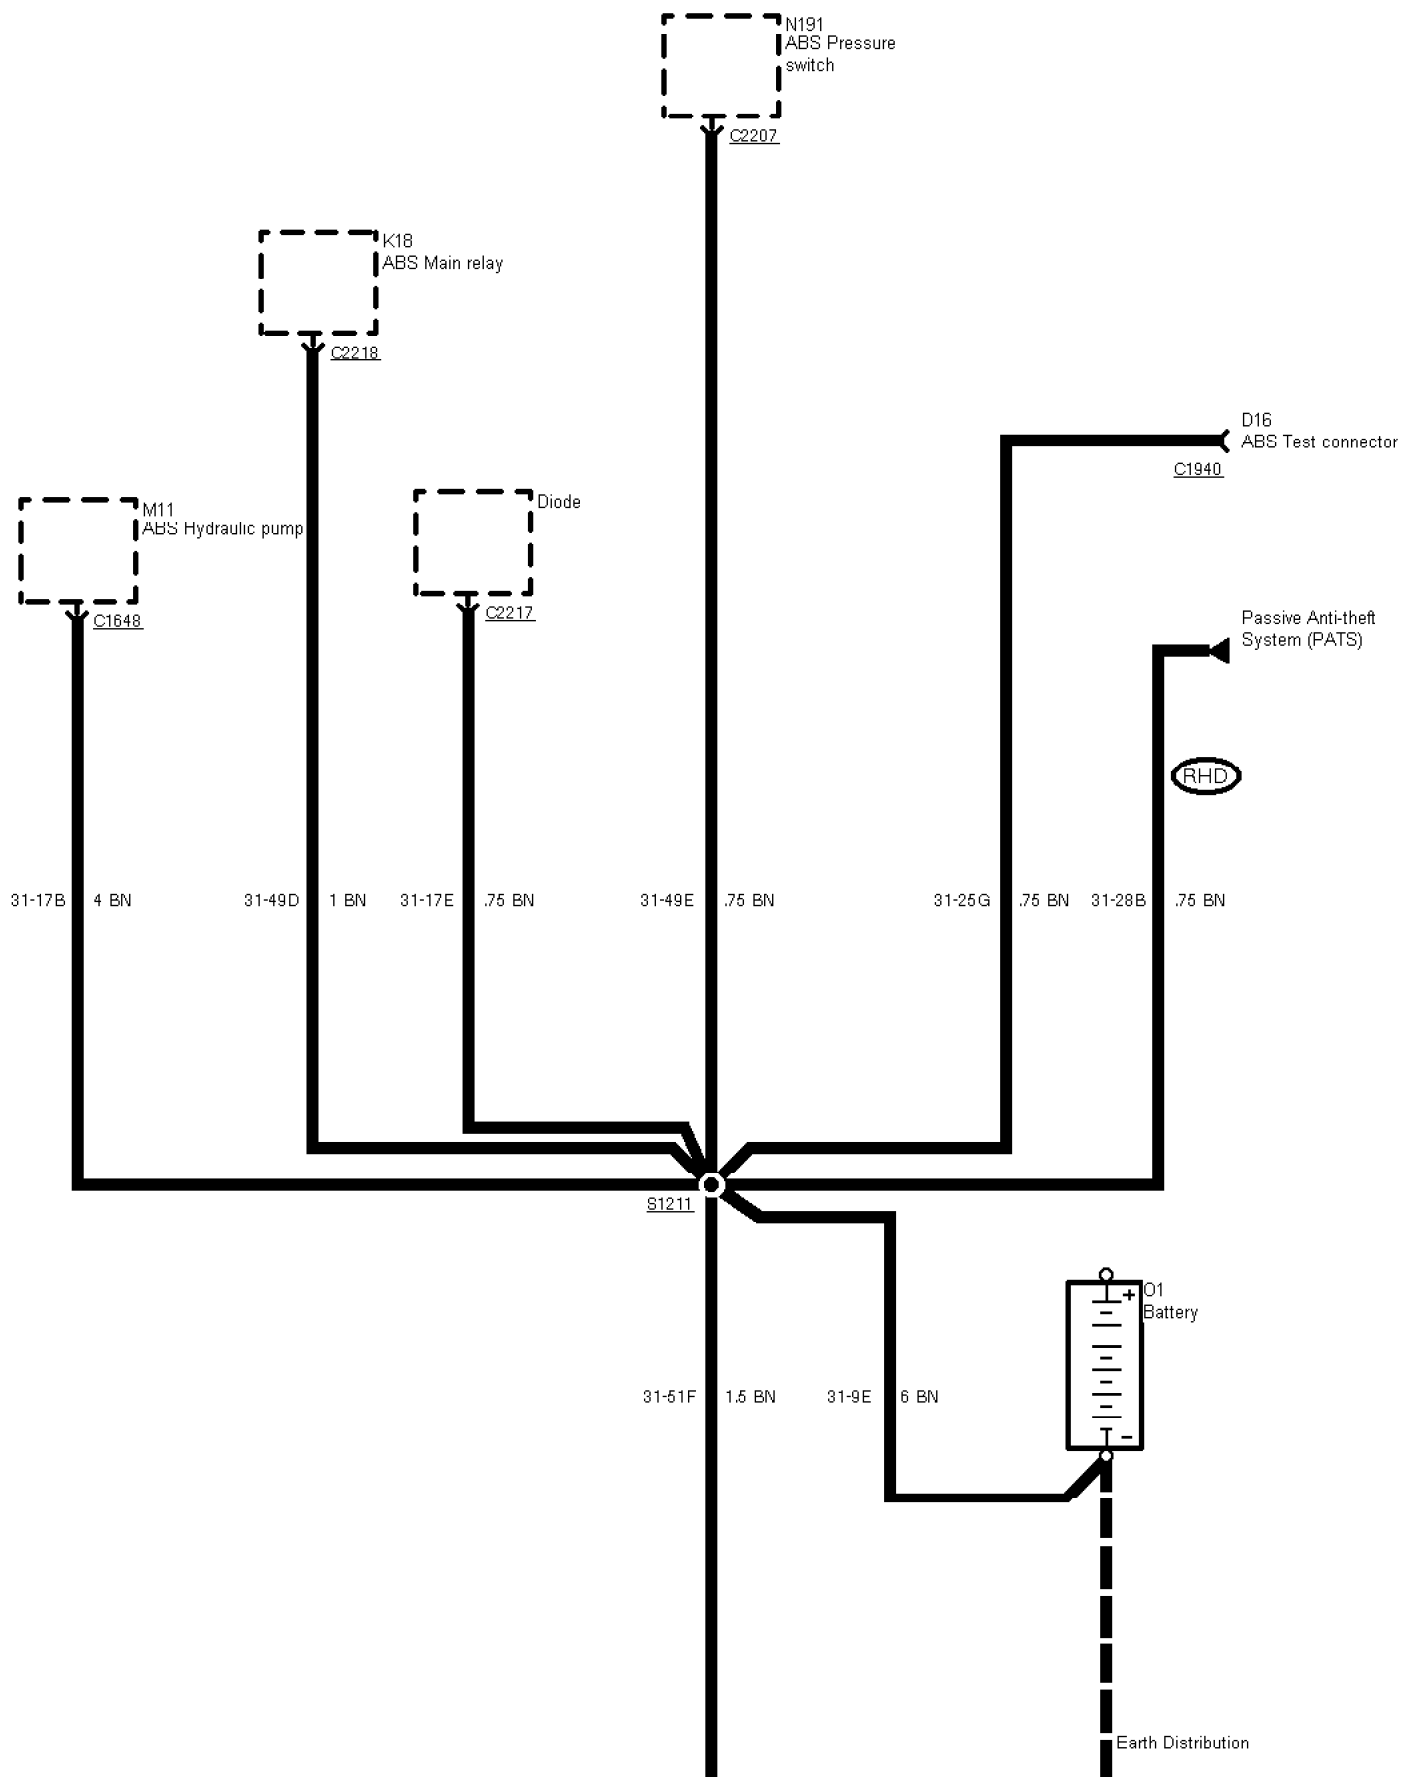 N191
ABS Pressure
switch
C2207
K18
ABS Main relay
C2218
D16
ABS Test connector
C1940
M11
ABS Hydraulic pump
C1648
Diode
C2217
Passive Anti-theft
System (PATS)
RHD
31-17B 4 BN
31-49D 1 BN
31-17E .75 BN
31-49E .75 BN
31-25G .75 BN
31-28B .75 BN
S1211
+
O1
Battery
31-51F 1.5 BN
31-9E 6 BN
−
Earth Distribution